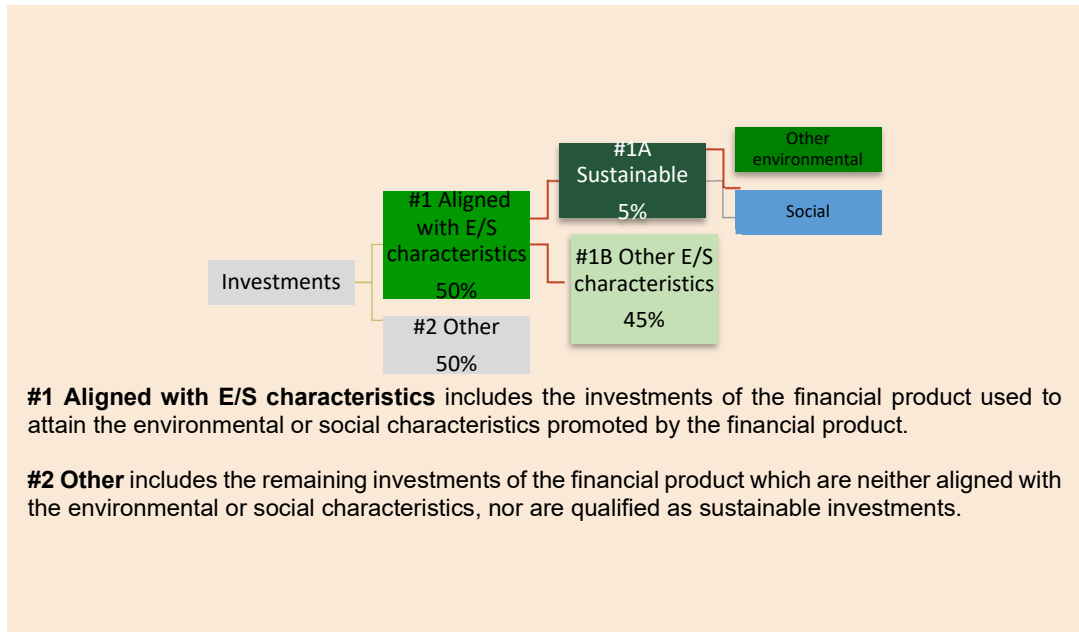 Other
environmental
#1A
Sustainable
5%
Social
#1 Aligned
with E/S
characteristics
50%
#1B Other E/S
characteristics
45%
Investments
#2 Other
50%
#1 Aligned with E/S characteristics includes the investments of the financial product used to
attain the environmental or social characteristics promoted by the financial product.
#2 Other includes the remaining investments of the financial product which are neither aligned with
the environmental or social characteristics, nor are qualified as sustainable investments.